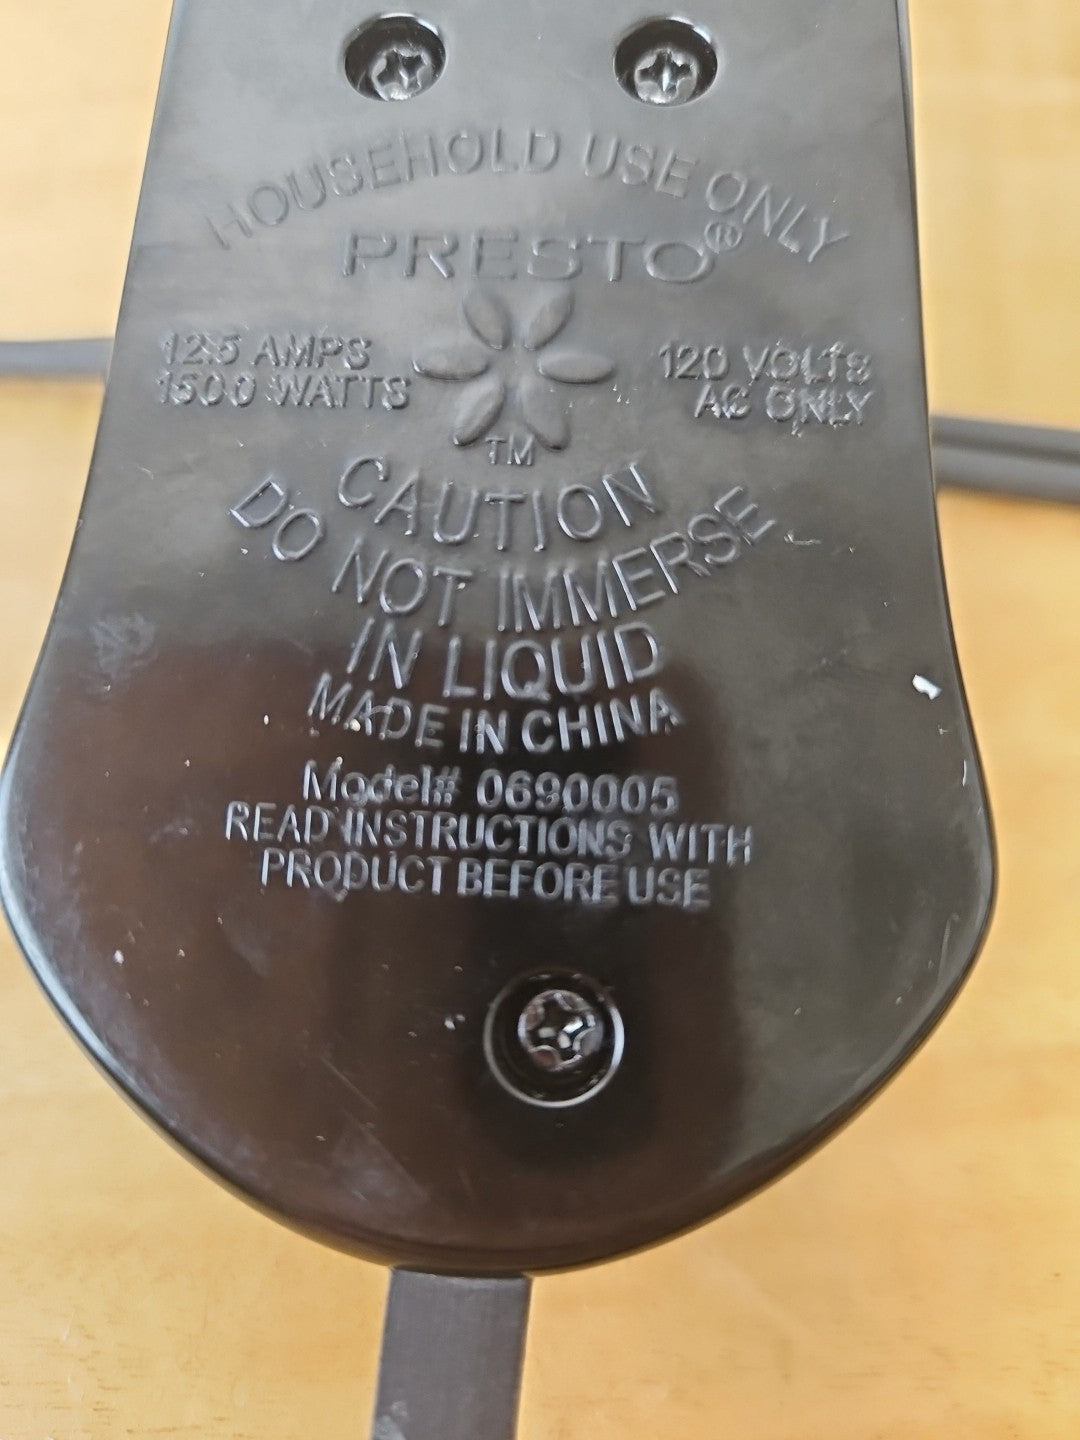 HOUSEHOLD USE ONLY
PRESTO®
12.5 AMPS
1500 WATTS
120 VOLTS
AC ONLY
TM
CAUTION
DO NOT IMMERSE
IN LIQUID
MADE IN CHINA
Model# 0690005
READ INSTRUCTIONS WITH
PRODUCT BEFORE USE